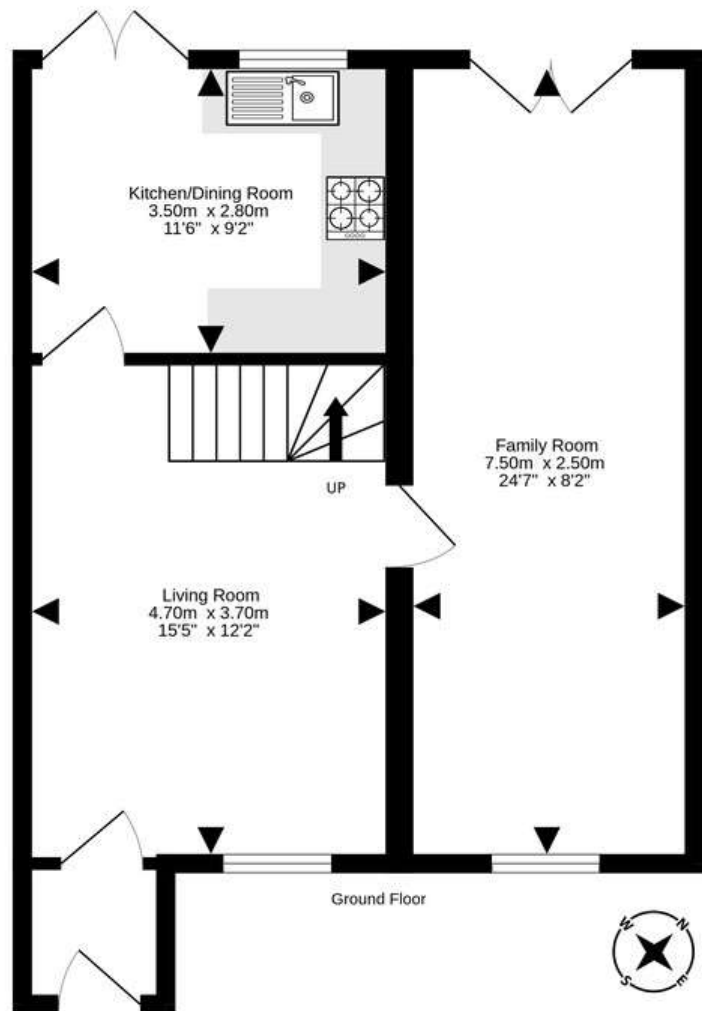 Kitchen/Dining Room
3.50m x 2.80m
11'6" x 9'2"
UP
Family Room
7.50m x 2.50m
24'7" x 8'2"
Living Room
4.70m x 3.70m
15'5" x 12'2"
Ground Floor
W N
S E